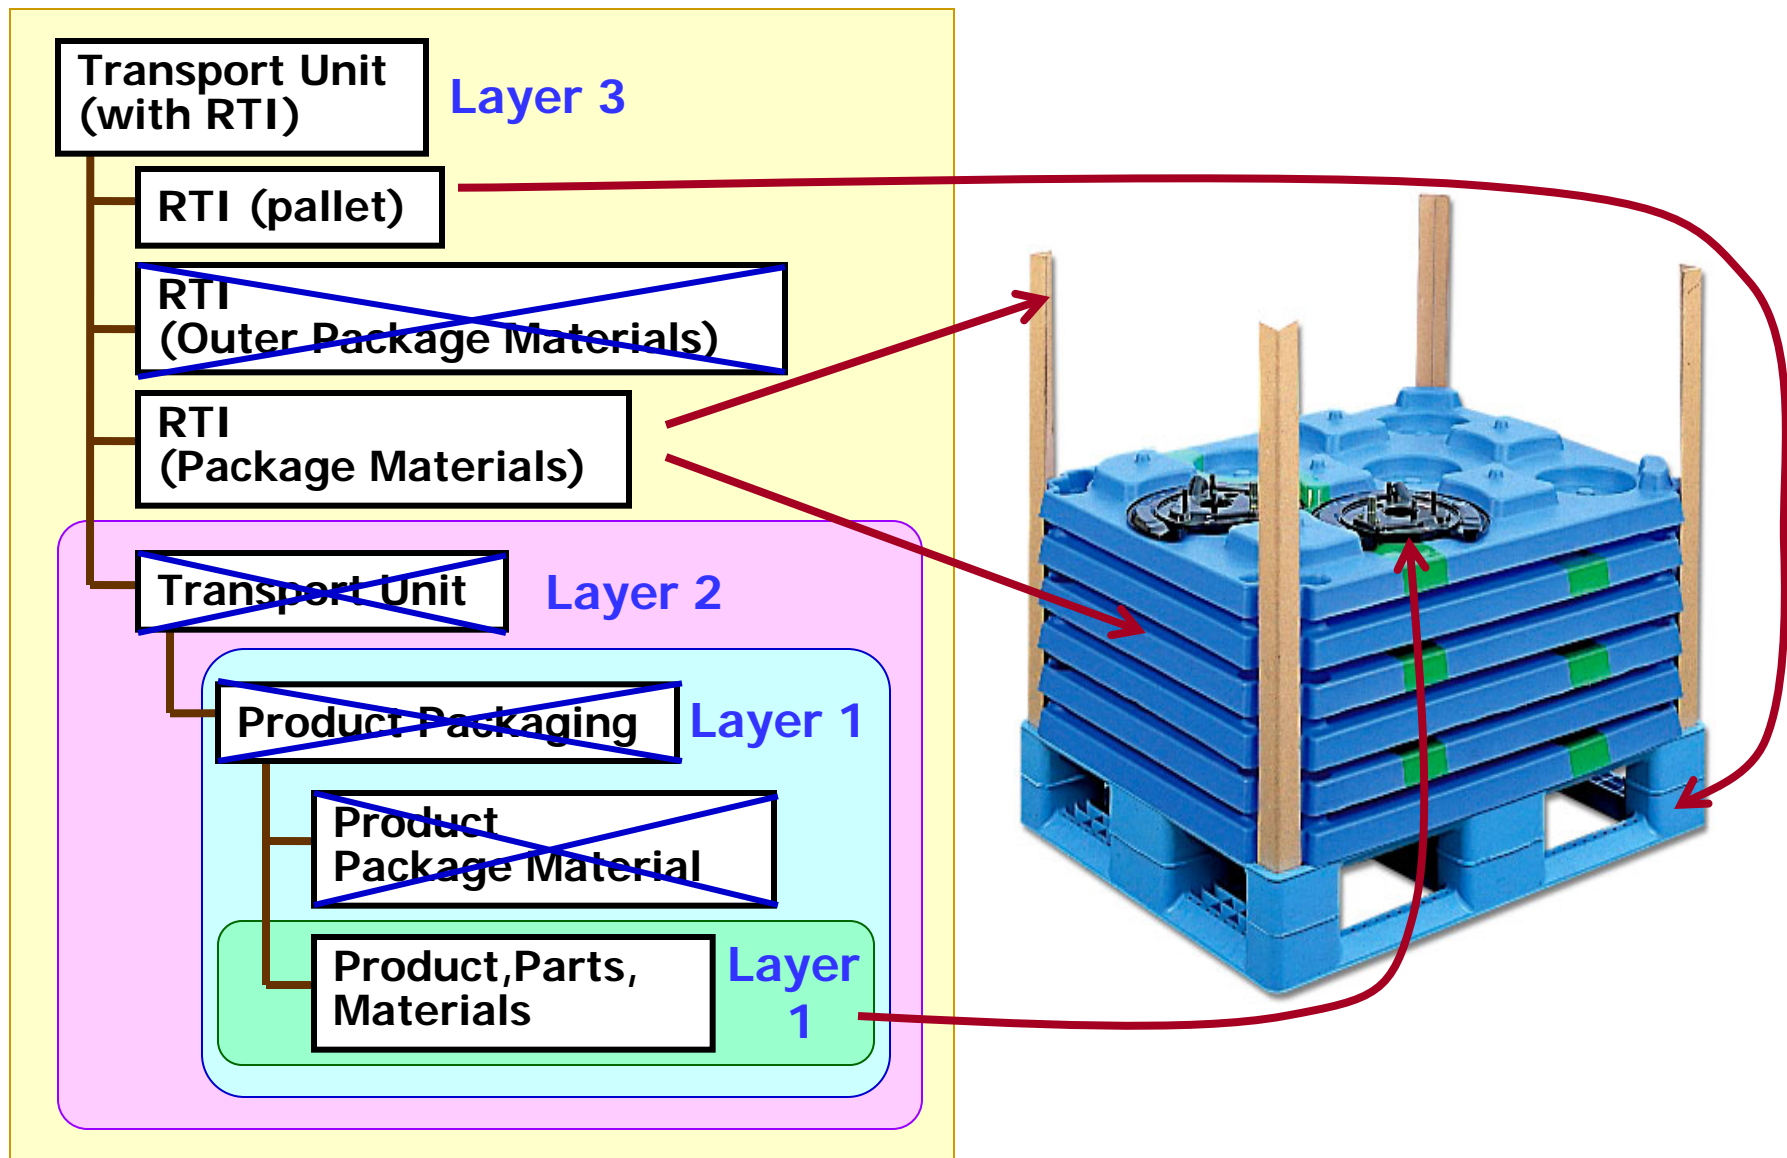 Transport Unit
(with RTI)
Layer 3
RTI (pallet)
RTI
(Outer Package Materials)
RTI
(Package Materials)
Transport Unit
Layer 2
Product Packaging
Layer 1
Product
Package Material
Product,Parts,
Materials
Layer
1